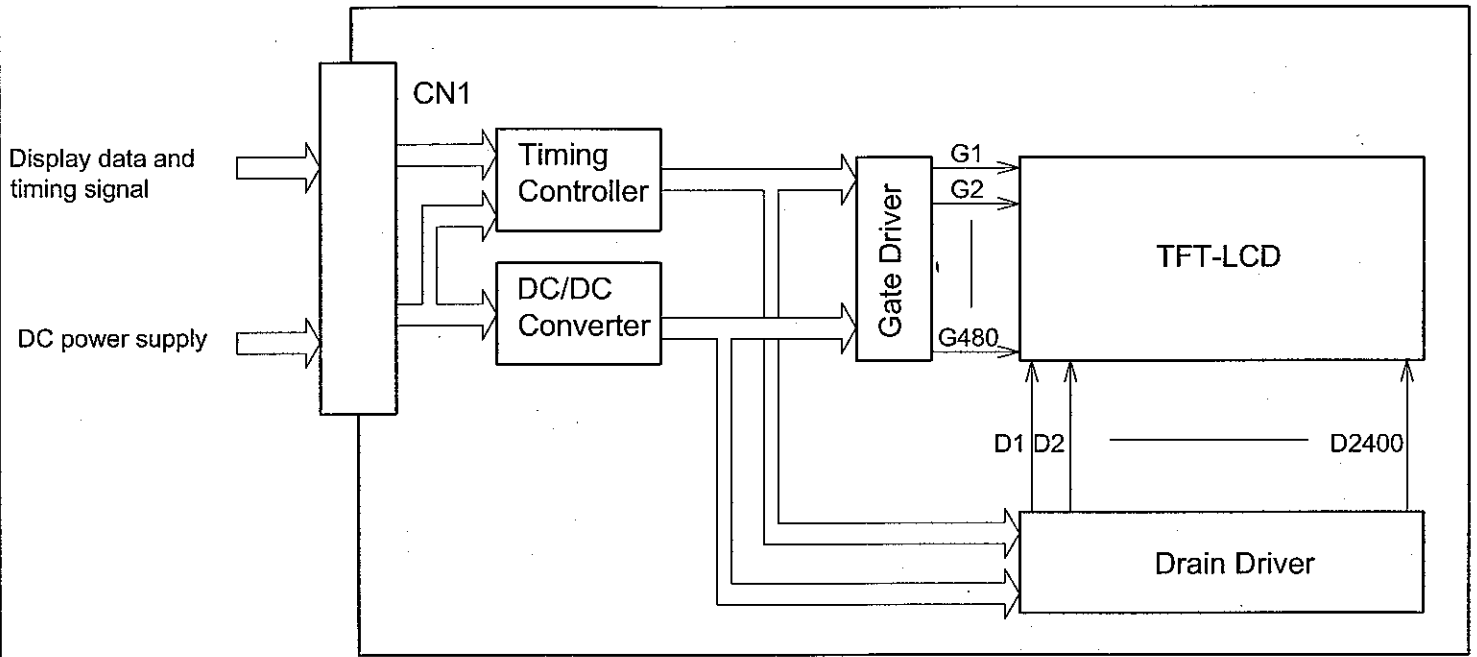 CN1
Display data and
timing signal
Timing
Controller
G1
G2
Gate Driver
TFT-LCD
DC/DC
Converter
DC power supply
G480
D1 D2
D2400
Drain Driver